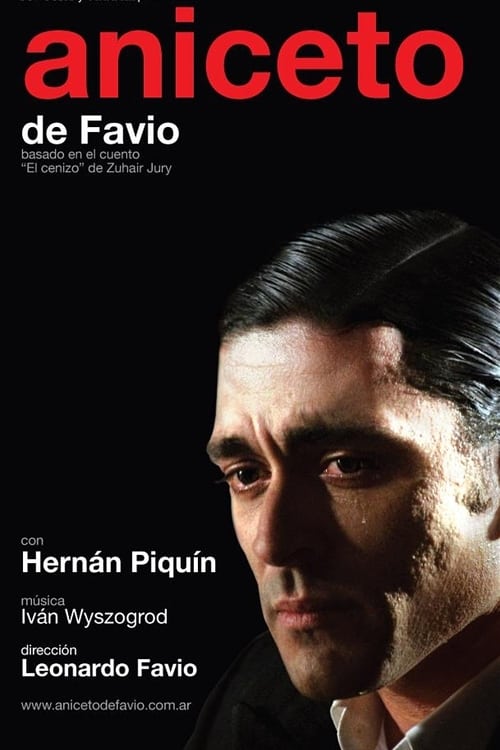 aniceto
de Favio
basado en el cuento
“El cenizo” de Zuhair Jury
con
Hernán Piquín
música
Iván Wyszogrod
dirección
Leonardo Favio
www.anicetodefavio.com.ar